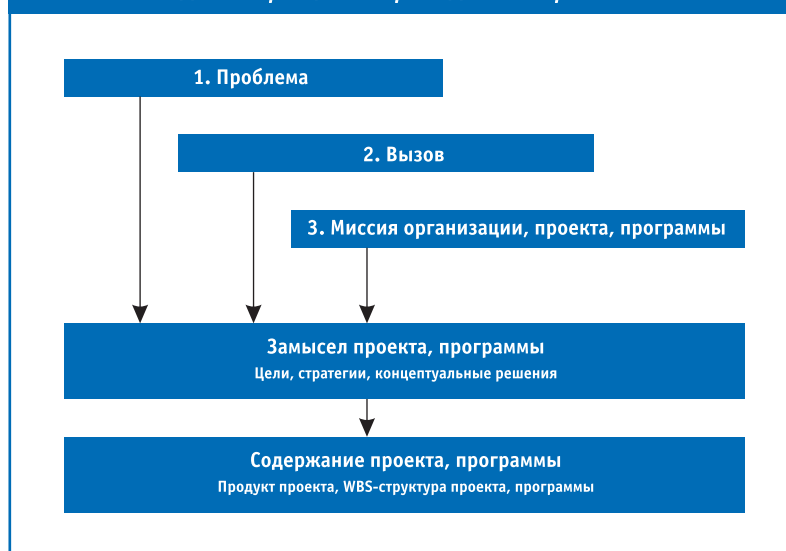 1. Проблема
2. Вызов
3. Миссия организации, проекта, программы
Замысел проекта, программы
Цели, стратегии, концептуальные решения
Содержание проекта, программы
Продукт проекта, WBS-структура проекта, программы